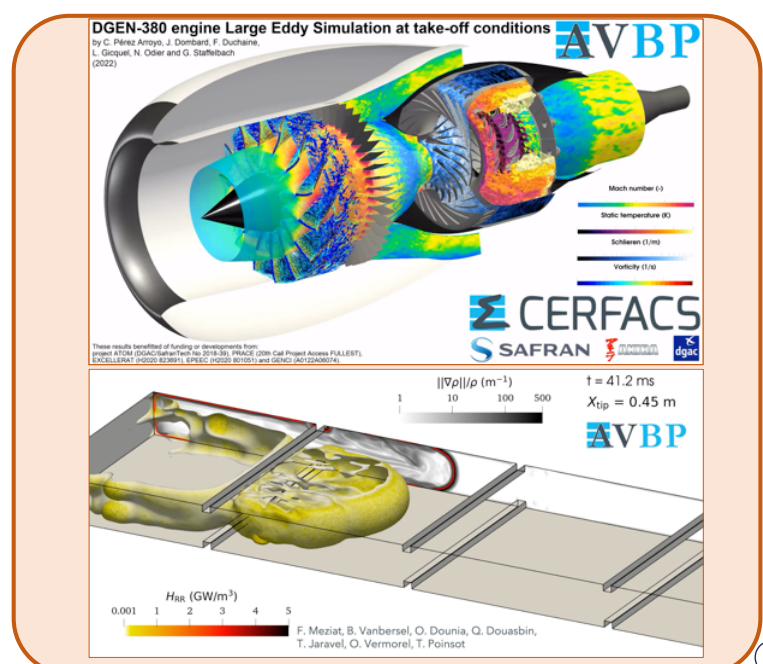 DGEN-380 engine Large Eddy Simulation at take-off conditions
by C. Pérez Arroyo, J. Dombard, F. Duchaine,
L. Gicquel, N. Odier and G. Staffelbach
(2022)
AVBP
Mach number (-)
Static temperature (K)
Schlieren (1/m)
Vorticity (1/s)
CERFACS
SAFRAN
AKIRA
dgac
These results benefitted of funding or developments from:
project ATOM (DGAC/SafranTech No 2018-39), PRACE (20th Call Project Access FULLEST),
EXCELLERAT (H2020 823691), EPEEC (H2020 801051) and GENCI (A0122A06074).
||∇ρ||/ρ (m⁻¹)
1 10 100 500
t = 41.2 ms
Xtip = 0.45 m
AVBP
HRR (GW/m³)
0.001 1 2 3 4 5
F. Meziat, B. Vanbersel, O. Dounia, Q. Douasbin,
T. Jaravel, O. Vermorel, T. Poinsot